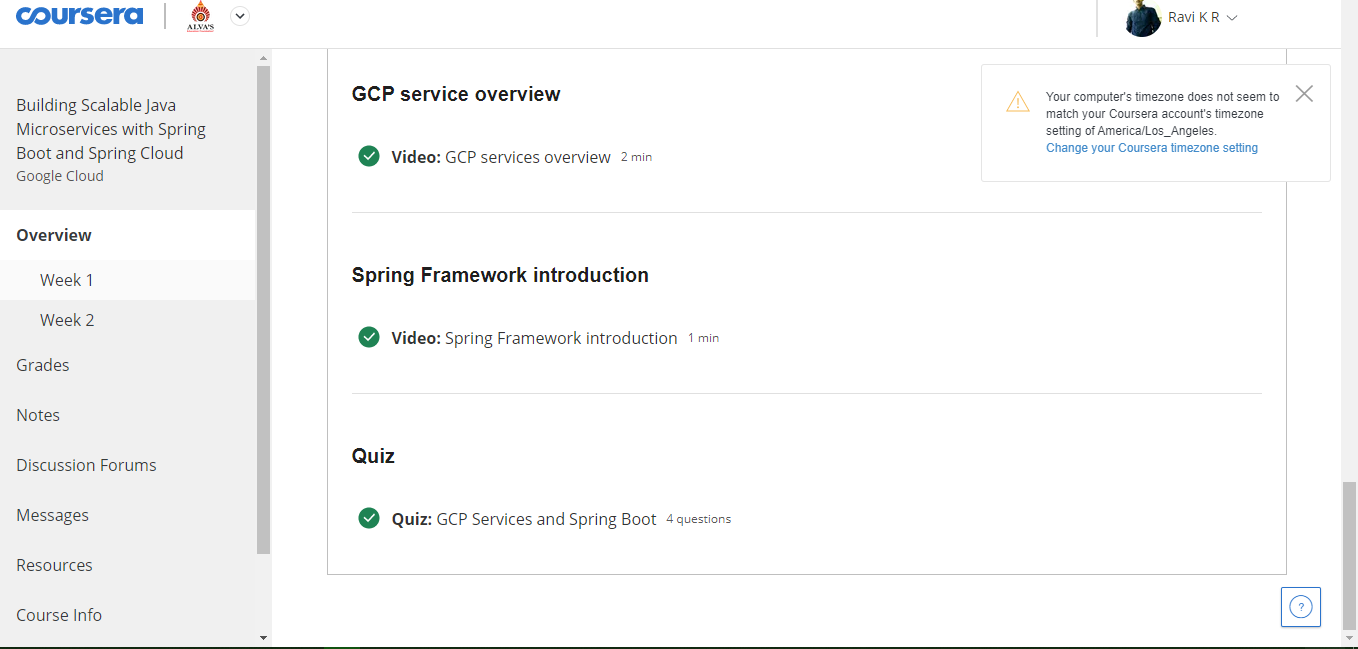 coursera
ALVA'S
Ravi K R
Building Scalable Java
Microservices with Spring
Boot and Spring Cloud
Google Cloud
Overview
Week 1
Week 2
Grades
Notes
Discussion Forums
Messages
Resources
Course Info
GCP service overview
Video: GCP services overview 2 min
Spring Framework introduction
Video: Spring Framework introduction 1 min
Quiz
Quiz: GCP Services and Spring Boot 4 questions
Your computer's timezone does not seem to
match your Coursera account's timezone
setting of America/Los_Angeles.
Change your Coursera timezone setting
?